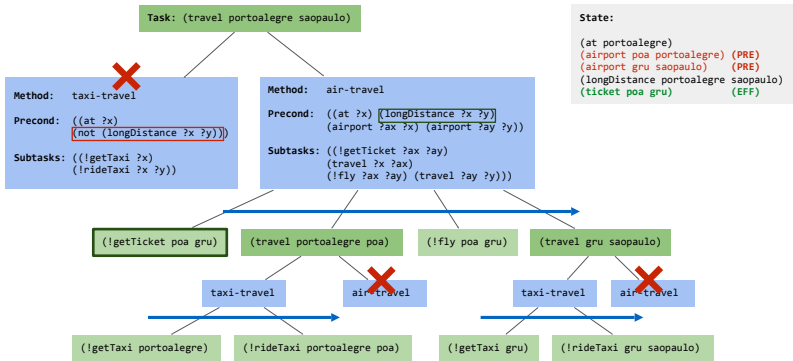 Task: (travel portoalegre saopaulo)
State:
(at portoalegre)
(airport poa portoalegre) (PRE)
(airport gru saopaulo) (PRE)
(longDistance portoalegre saopaulo)
(ticket poa gru) (EFF)
Method: taxi-travel
Precond: ((at ?x)
(not (longDistance ?x ?y)))
Subtasks: ((!getTaxi ?x)
(!rideTaxi ?x ?y))
Method: air-travel
Precond: ((at ?x) (longDistance ?x ?y)
(airport ?ax ?x) (airport ?ay ?y))
Subtasks: ((!getTicket ?ax ?ay)
(travel ?x ?ax)
(!fly ?ax ?ay) (travel ?ay ?y)))
(!getTicket poa gru)
(travel portoalegre poa)
(!fly poa gru)
(travel gru saopaulo)
taxi-travel
air-travel
taxi-travel
air-travel
(!getTaxi portoalegre)
(!rideTaxi portoalegre poa)
(!getTaxi gru)
(!rideTaxi gru saopaulo)